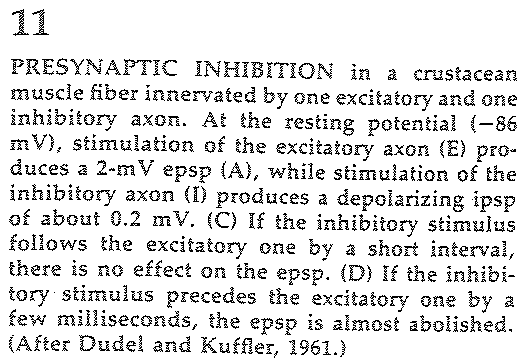 11
PRESYNAPTIC INHIBITION in a crustacean
muscle fiber innervated by one excitatory and one
inhibitory axon. At the resting potential (−86
mV), stimulation of the excitatory axon (E) pro-
duces a 2-mV epsp (A), while stimulation of the
inhibitory axon (I) produces a depolarizing ipsp
of about 0.2 mV. (C) If the inhibitory stimulus
follows the excitatory one by a short interval,
there is no effect on the epsp. (D) If the inhibi-
tory stimulus precedes the excitatory one by a
few milliseconds, the epsp is almost abolished.
(After Dudel and Kuffler, 1961.)